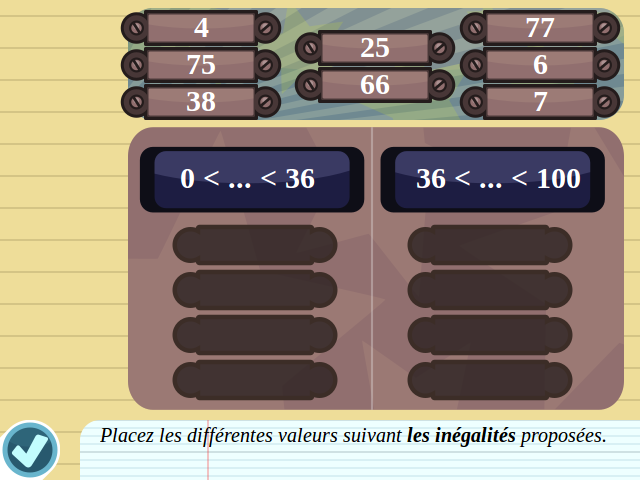 4
75
38
25
66
77
6
7
0 < ... < 36
36 < ... < 100
Placez les différentes valeurs suivant les inégalités proposées.